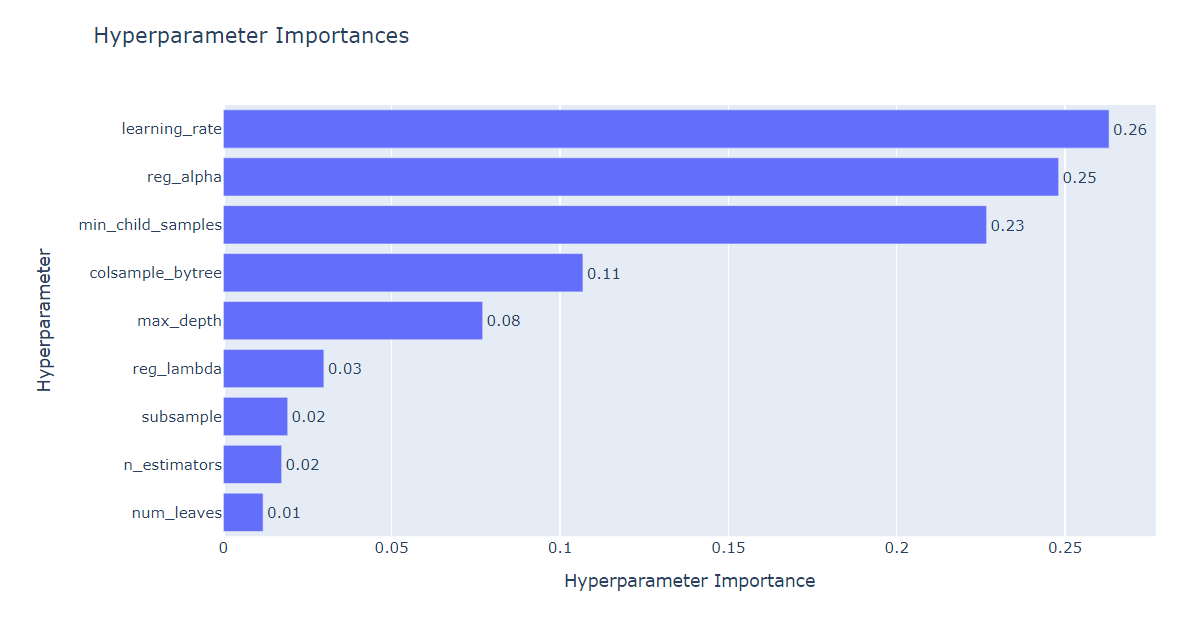 Hyperparameter Importances
Hyperparameter
learning_rate 0.26
reg_alpha 0.25
min_child_samples 0.23
colsample_bytree 0.11
max_depth 0.08
reg_lambda 0.03
subsample 0.02
n_estimators 0.02
num_leaves 0.01
0 0.05 0.1 0.15 0.2 0.25
Hyperparameter Importance